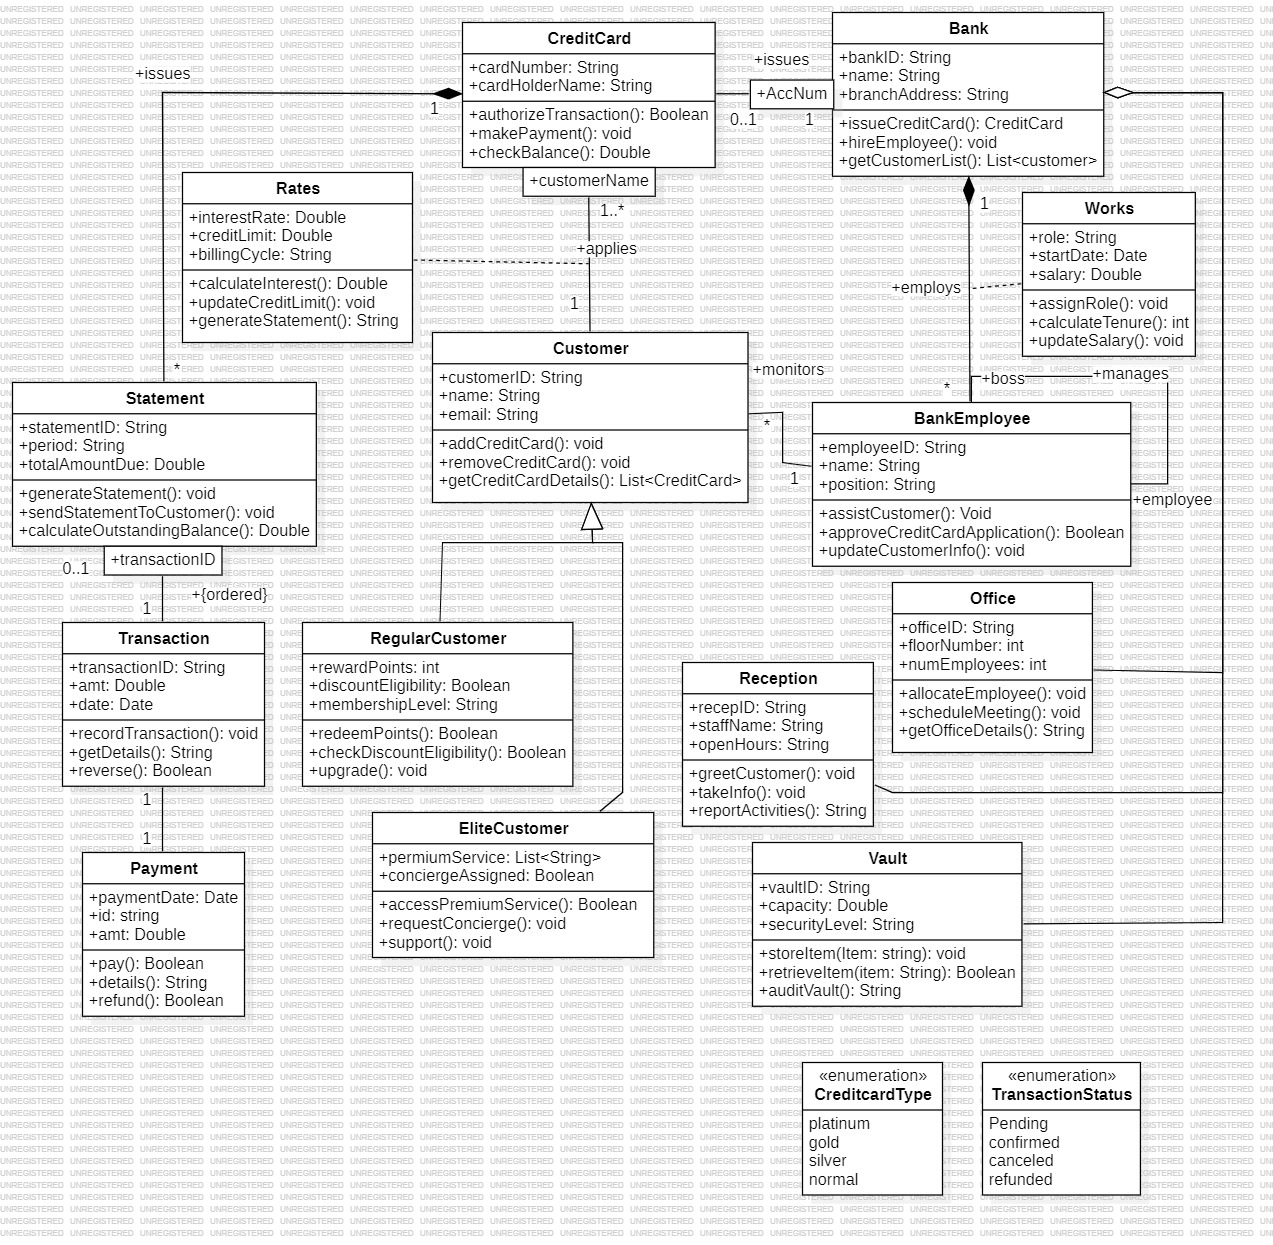 CreditCard
+cardNumber: String
+cardHolderName: String
+authorizeTransaction(): Boolean
+makePayment(): void
+checkBalance(): Double
+customerName
+issues
1
0..1
+issues
+AccNum
1
Bank
+bankID: String
+name: String
+branchAddress: String
+issueCreditCard(): CreditCard
+hireEmployee(): void
+getCustomerList(): List<customer>
1
Rates
+interestRate: Double
+creditLimit: Double
+billingCycle: String
+calculateInterest(): Double
+updateCreditLimit(): void
+generateStatement(): String
1..*
+applies
1
Works
+role: String
+startDate: Date
+salary: Double
+assignRole(): void
+calculateTenure(): int
+updateSalary(): void
+employs
*
+boss
+manages
+employee
Customer
+customerID: String
+name: String
+email: String
+addCreditCard(): void
+removeCreditCard(): void
+getCreditCardDetails(): List<CreditCard>
+monitors
*
1
BankEmployee
+employeeID: String
+name: String
+position: String
+assistCustomer(): Void
+approveCreditCardApplication(): Boolean
+updateCustomerInfo(): void
*
Statement
+statementID: String
+period: String
+totalAmountDue: Double
+generateStatement(): void
+sendStatementToCustomer(): void
+calculateOutstandingBalance(): Double
+transactionID
0..1
+{ordered}
1
Transaction
+transactionID: String
+amt: Double
+date: Date
+recordTransaction(): void
+getDetails(): String
+reverse(): Boolean
1
1
Payment
+paymentDate: Date
+id: string
+amt: Double
+pay(): Boolean
+details(): String
+refund(): Boolean
RegularCustomer
+rewardPoints: int
+discountEligibility: Boolean
+membershipLevel: String
+redeemPoints(): Boolean
+checkDiscountEligibility(): Boolean
+upgrade(): void
EliteCustomer
+permiumService: List<String>
+conciergeAssigned: Boolean
+accessPremiumService(): Boolean
+requestConcierge(): void
+support(): void
Office
+officeID: String
+floorNumber: int
+numEmployees: int
+allocateEmployee(): void
+scheduleMeeting(): void
+getOfficeDetails(): String
Reception
+recepID: String
+staffName: String
+openHours: String
+greetCustomer(): void
+takeInfo(): void
+reportActivities(): String
Vault
+vaultID: String
+capacity: Double
+securityLevel: String
+storeItem(Item: string): void
+retrieveItem(item: String): Boolean
+auditVault(): String
«enumeration»
CreditcardType
platinum
gold
silver
normal
«enumeration»
TransactionStatus
Pending
confirmed
canceled
refunded
UNREGISTERED